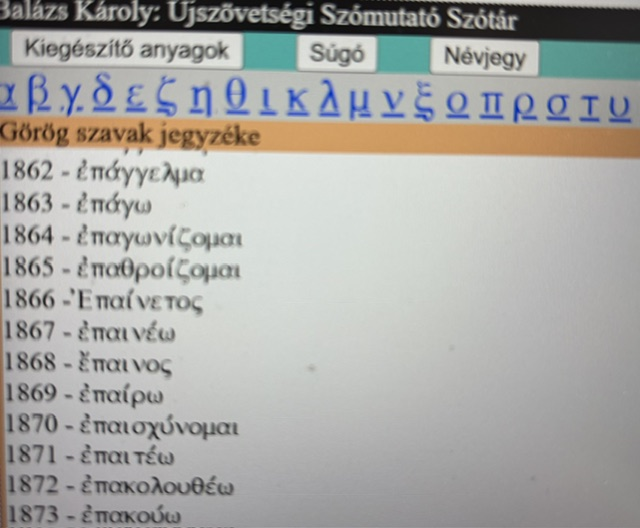 Balázs Károly: Újszövetségi Szómutató Szótár
Kiegészítő anyagok Súgó Névjegy
α β γ δ ε ζ η θ ι κ λ μ ν ξ ο π ρ σ τ υ
Görög szavak jegyzéke
1862 - ἐπάγγελμα
1863 - ἐπάγω
1864 - ἐπαγωνίζομαι
1865 - ἐπαθροίζομαι
1866 -Ἐπαίνετος
1867 - ἐπαινέω
1868 - ἔπαινος
1869 - ἐπαίρω
1870 - ἐπαισχύνομαι
1871 - ἐπαιτέω
1872 - ἐπακολουθέω
1873 - ἐπακούω